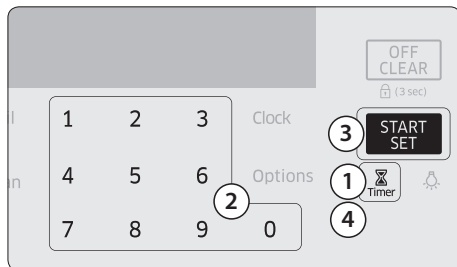 OFF
CLEAR
(3 sec)
1 2 3 Clock
3 START
SET
4 5 6 Options
1 Timer
2
4
7 8 9 0